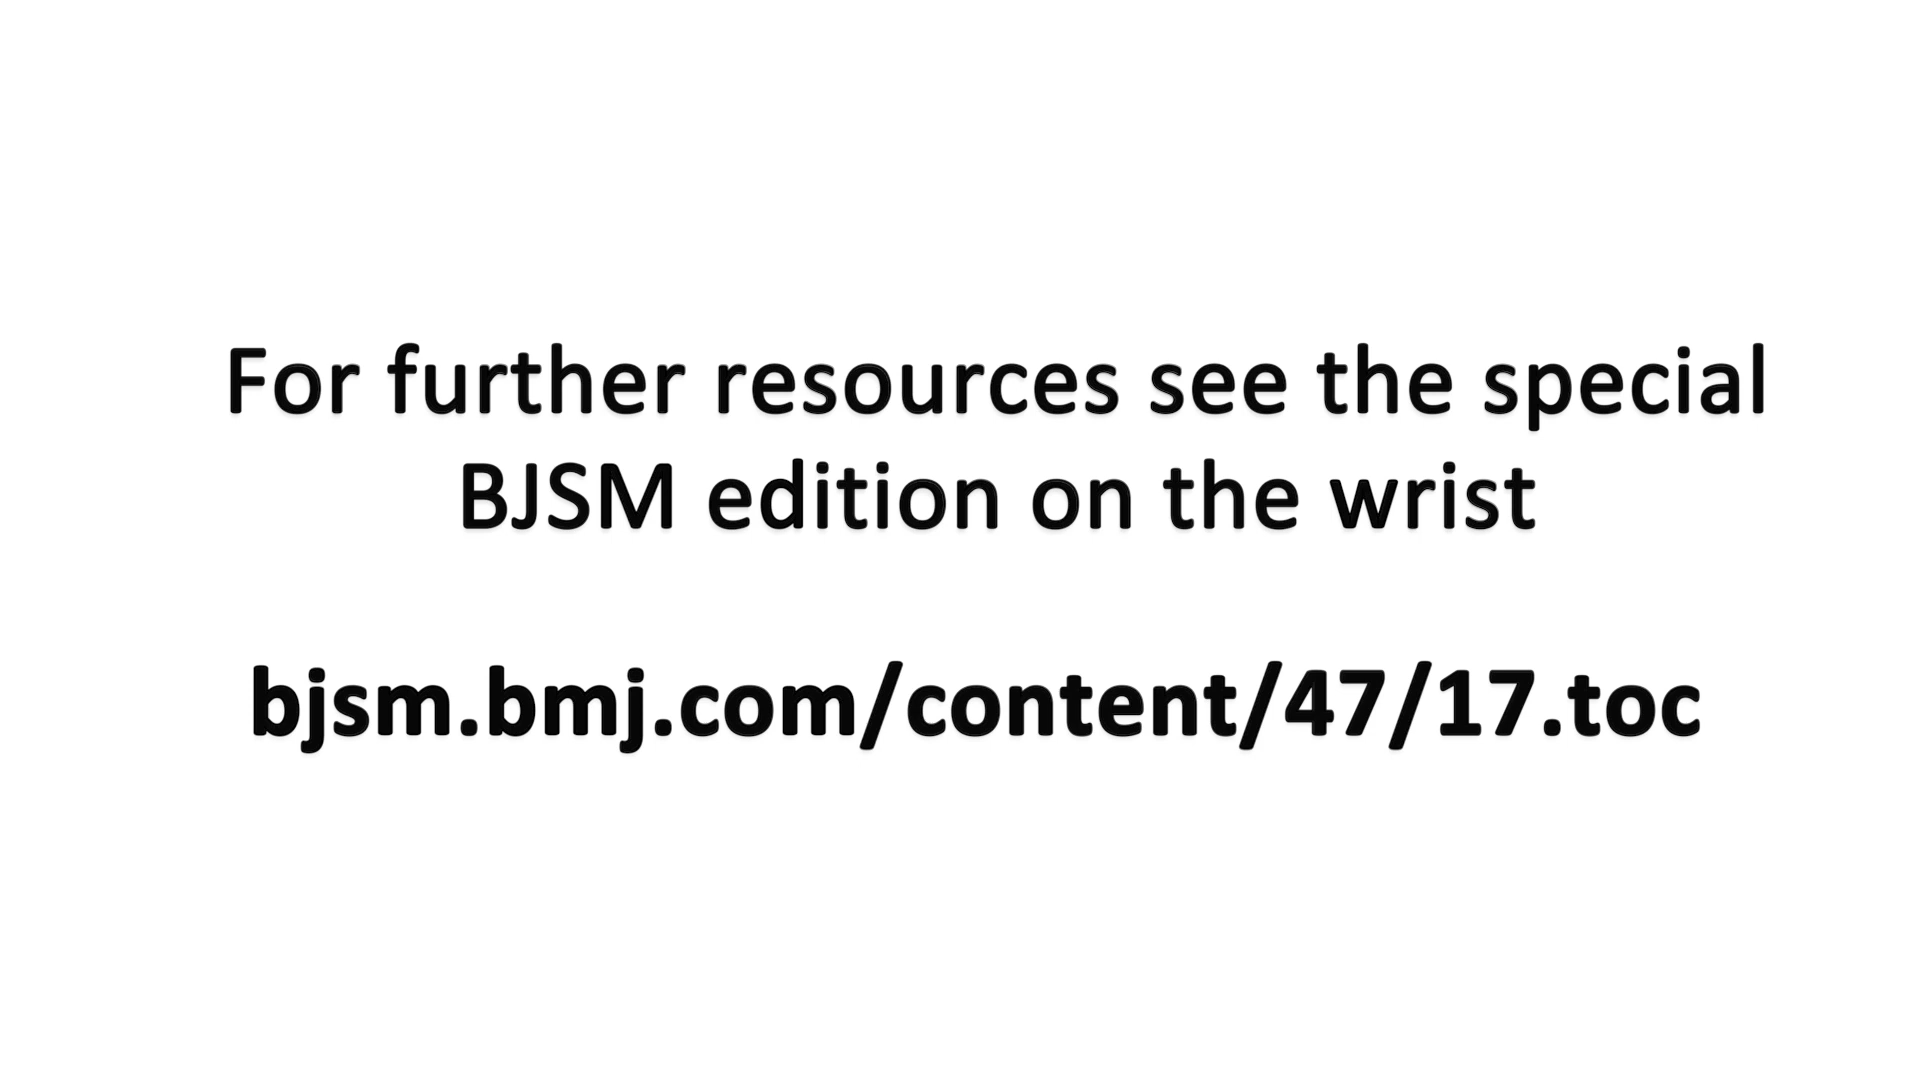 For further resources see the special
BJSM edition on the wrist
bjsm.bmj.com/content/47/17.toc